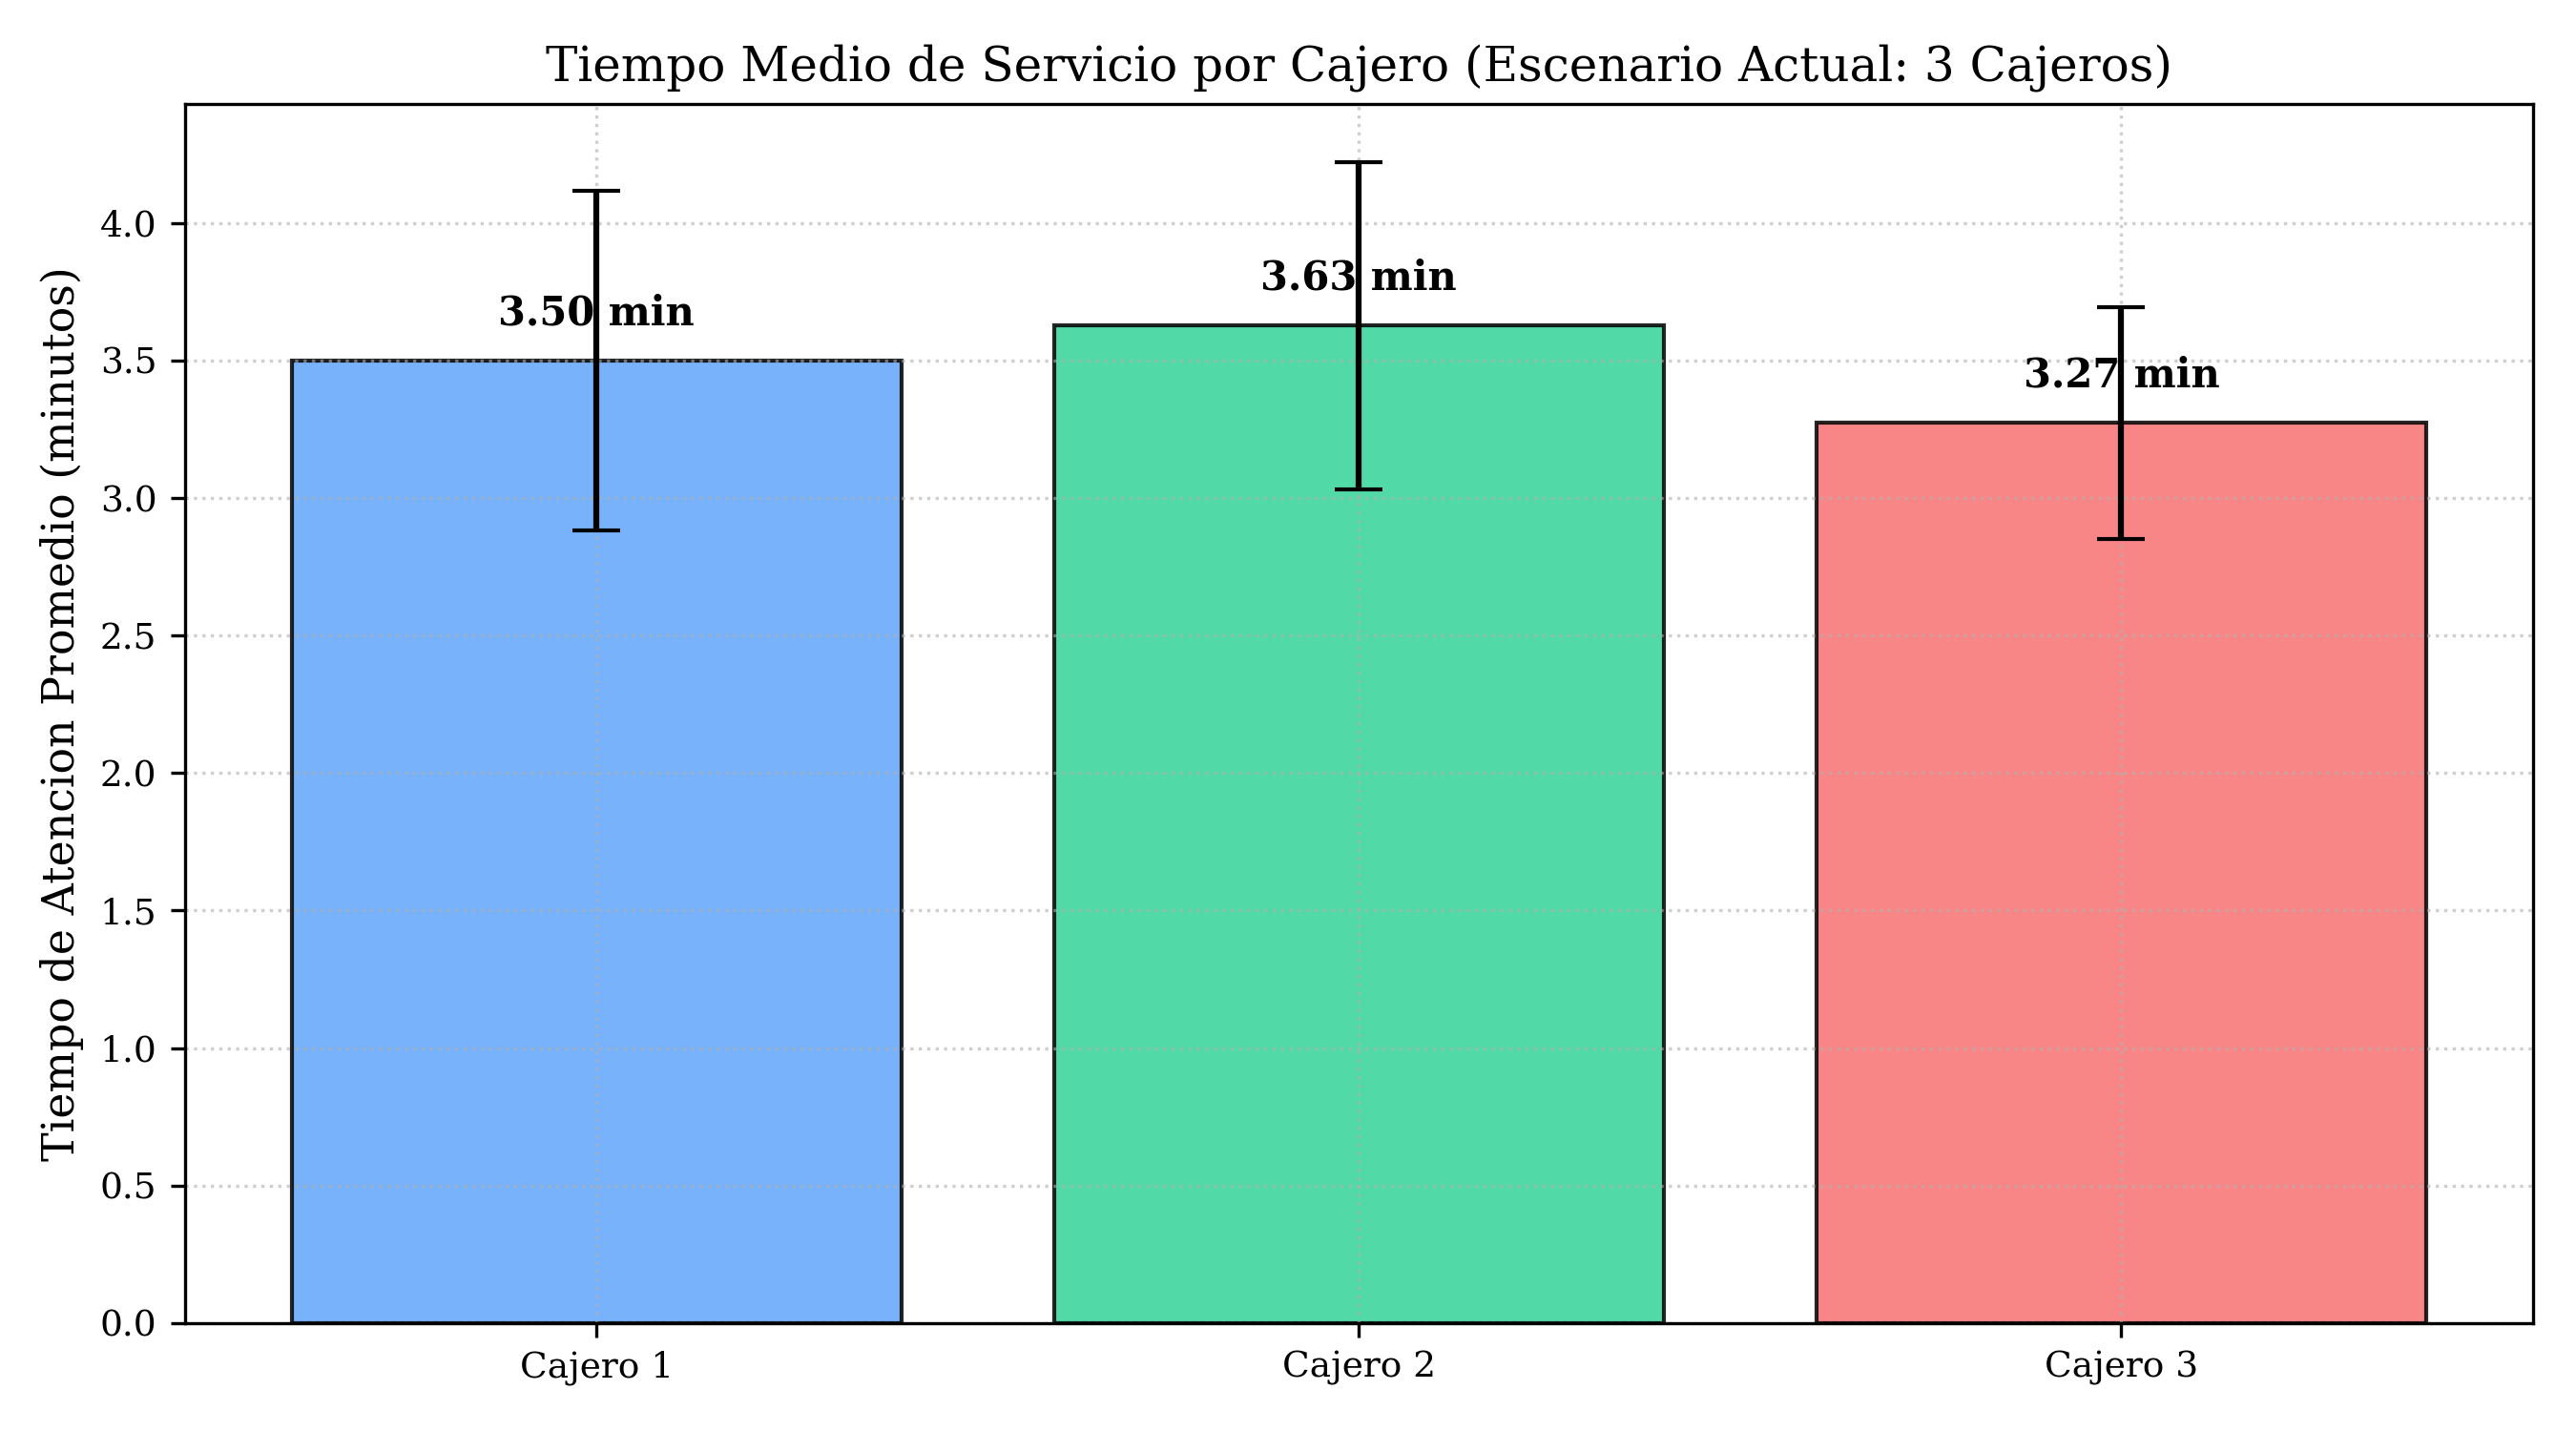 Tiempo Medio de Servicio por Cajero (Escenario Actual: 3 Cajeros)
Tiempo de Atencion Promedio (minutos)
4.0
3.5
3.0
2.5
2.0
1.5
1.0
0.5
0.0
3.50 min
3.63 min
3.27 min
Cajero 1
Cajero 2
Cajero 3